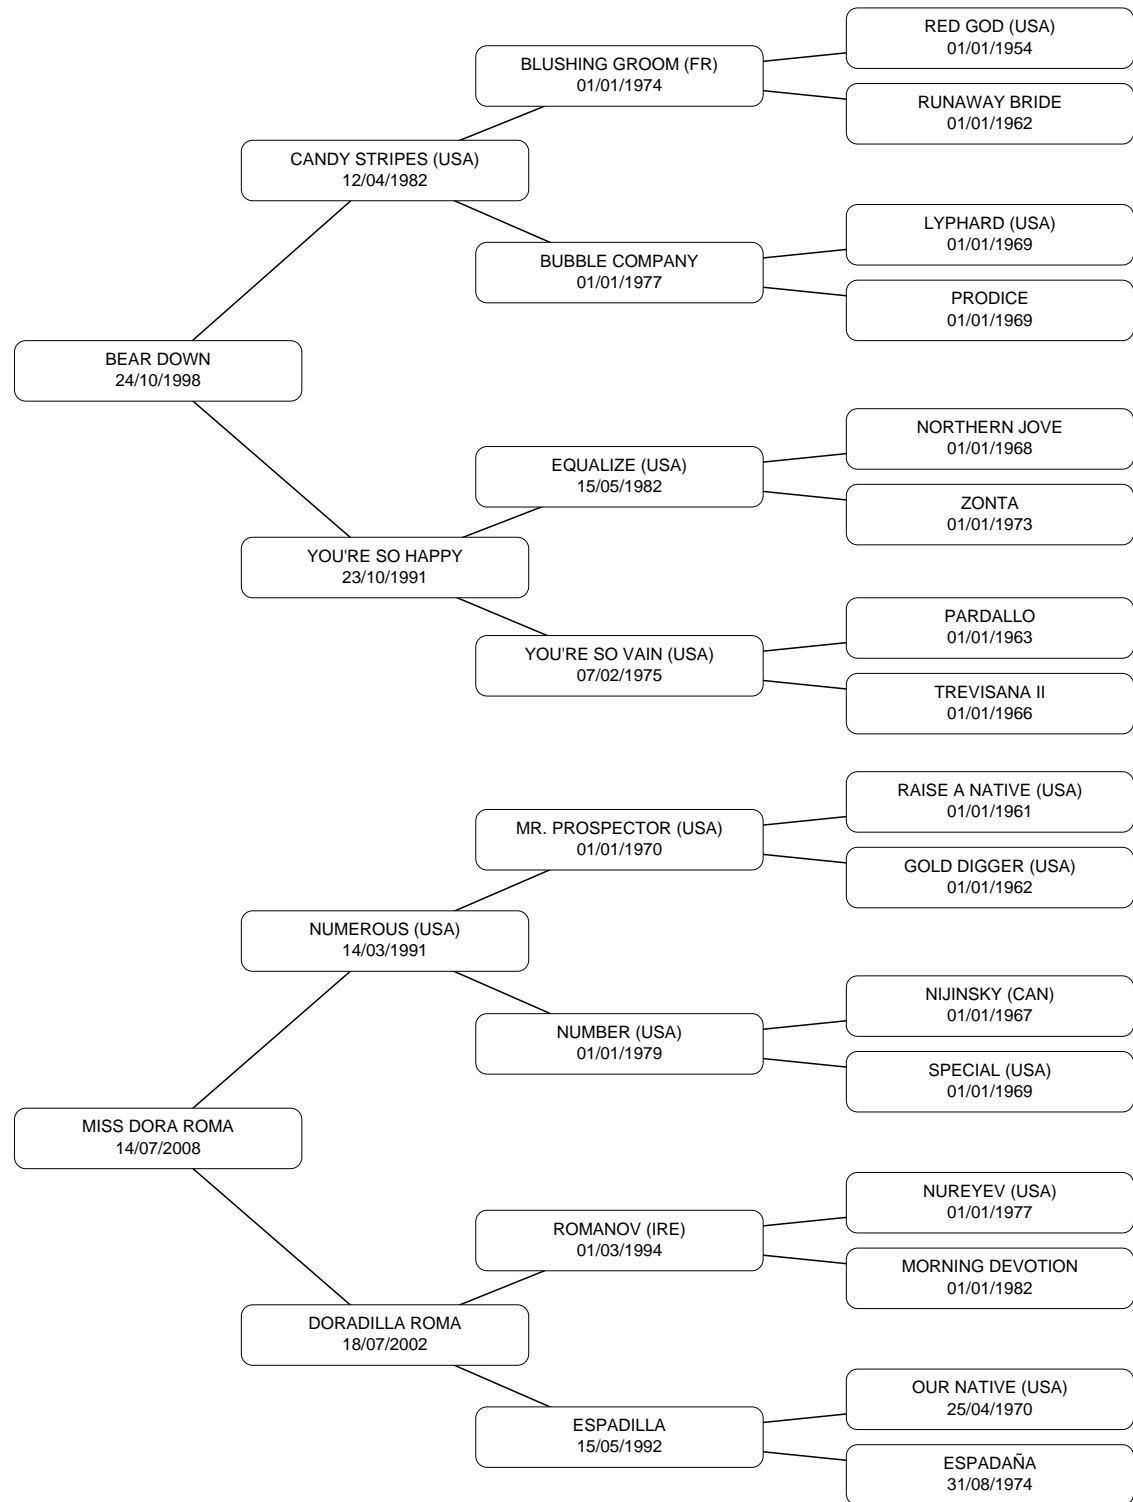 RED GOD (USA)
01/01/1954
BLUSHING GROOM (FR)
01/01/1974
RUNAWAY BRIDE
01/01/1962
CANDY STRIPES (USA)
12/04/1982
LYPHARD (USA)
01/01/1969
BUBBLE COMPANY
01/01/1977
PRODICE
01/01/1969
BEAR DOWN
24/10/1998
NORTHERN JOVE
01/01/1968
EQUALIZE (USA)
15/05/1982
ZONTA
01/01/1973
YOU'RE SO HAPPY
23/10/1991
PARDALLO
01/01/1963
YOU'RE SO VAIN (USA)
07/02/1975
TREVISANA II
01/01/1966
RAISE A NATIVE (USA)
01/01/1961
MR. PROSPECTOR (USA)
01/01/1970
GOLD DIGGER (USA)
01/01/1962
NUMEROUS (USA)
14/03/1991
NIJINSKY (CAN)
01/01/1967
NUMBER (USA)
01/01/1979
SPECIAL (USA)
01/01/1969
MISS DORA ROMA
14/07/2008
NUREYEV (USA)
01/01/1977
ROMANOV (IRE)
01/03/1994
MORNING DEVOTION
01/01/1982
DORADILLA ROMA
18/07/2002
OUR NATIVE (USA)
25/04/1970
ESPADILLA
15/05/1992
ESPADAÑA
31/08/1974